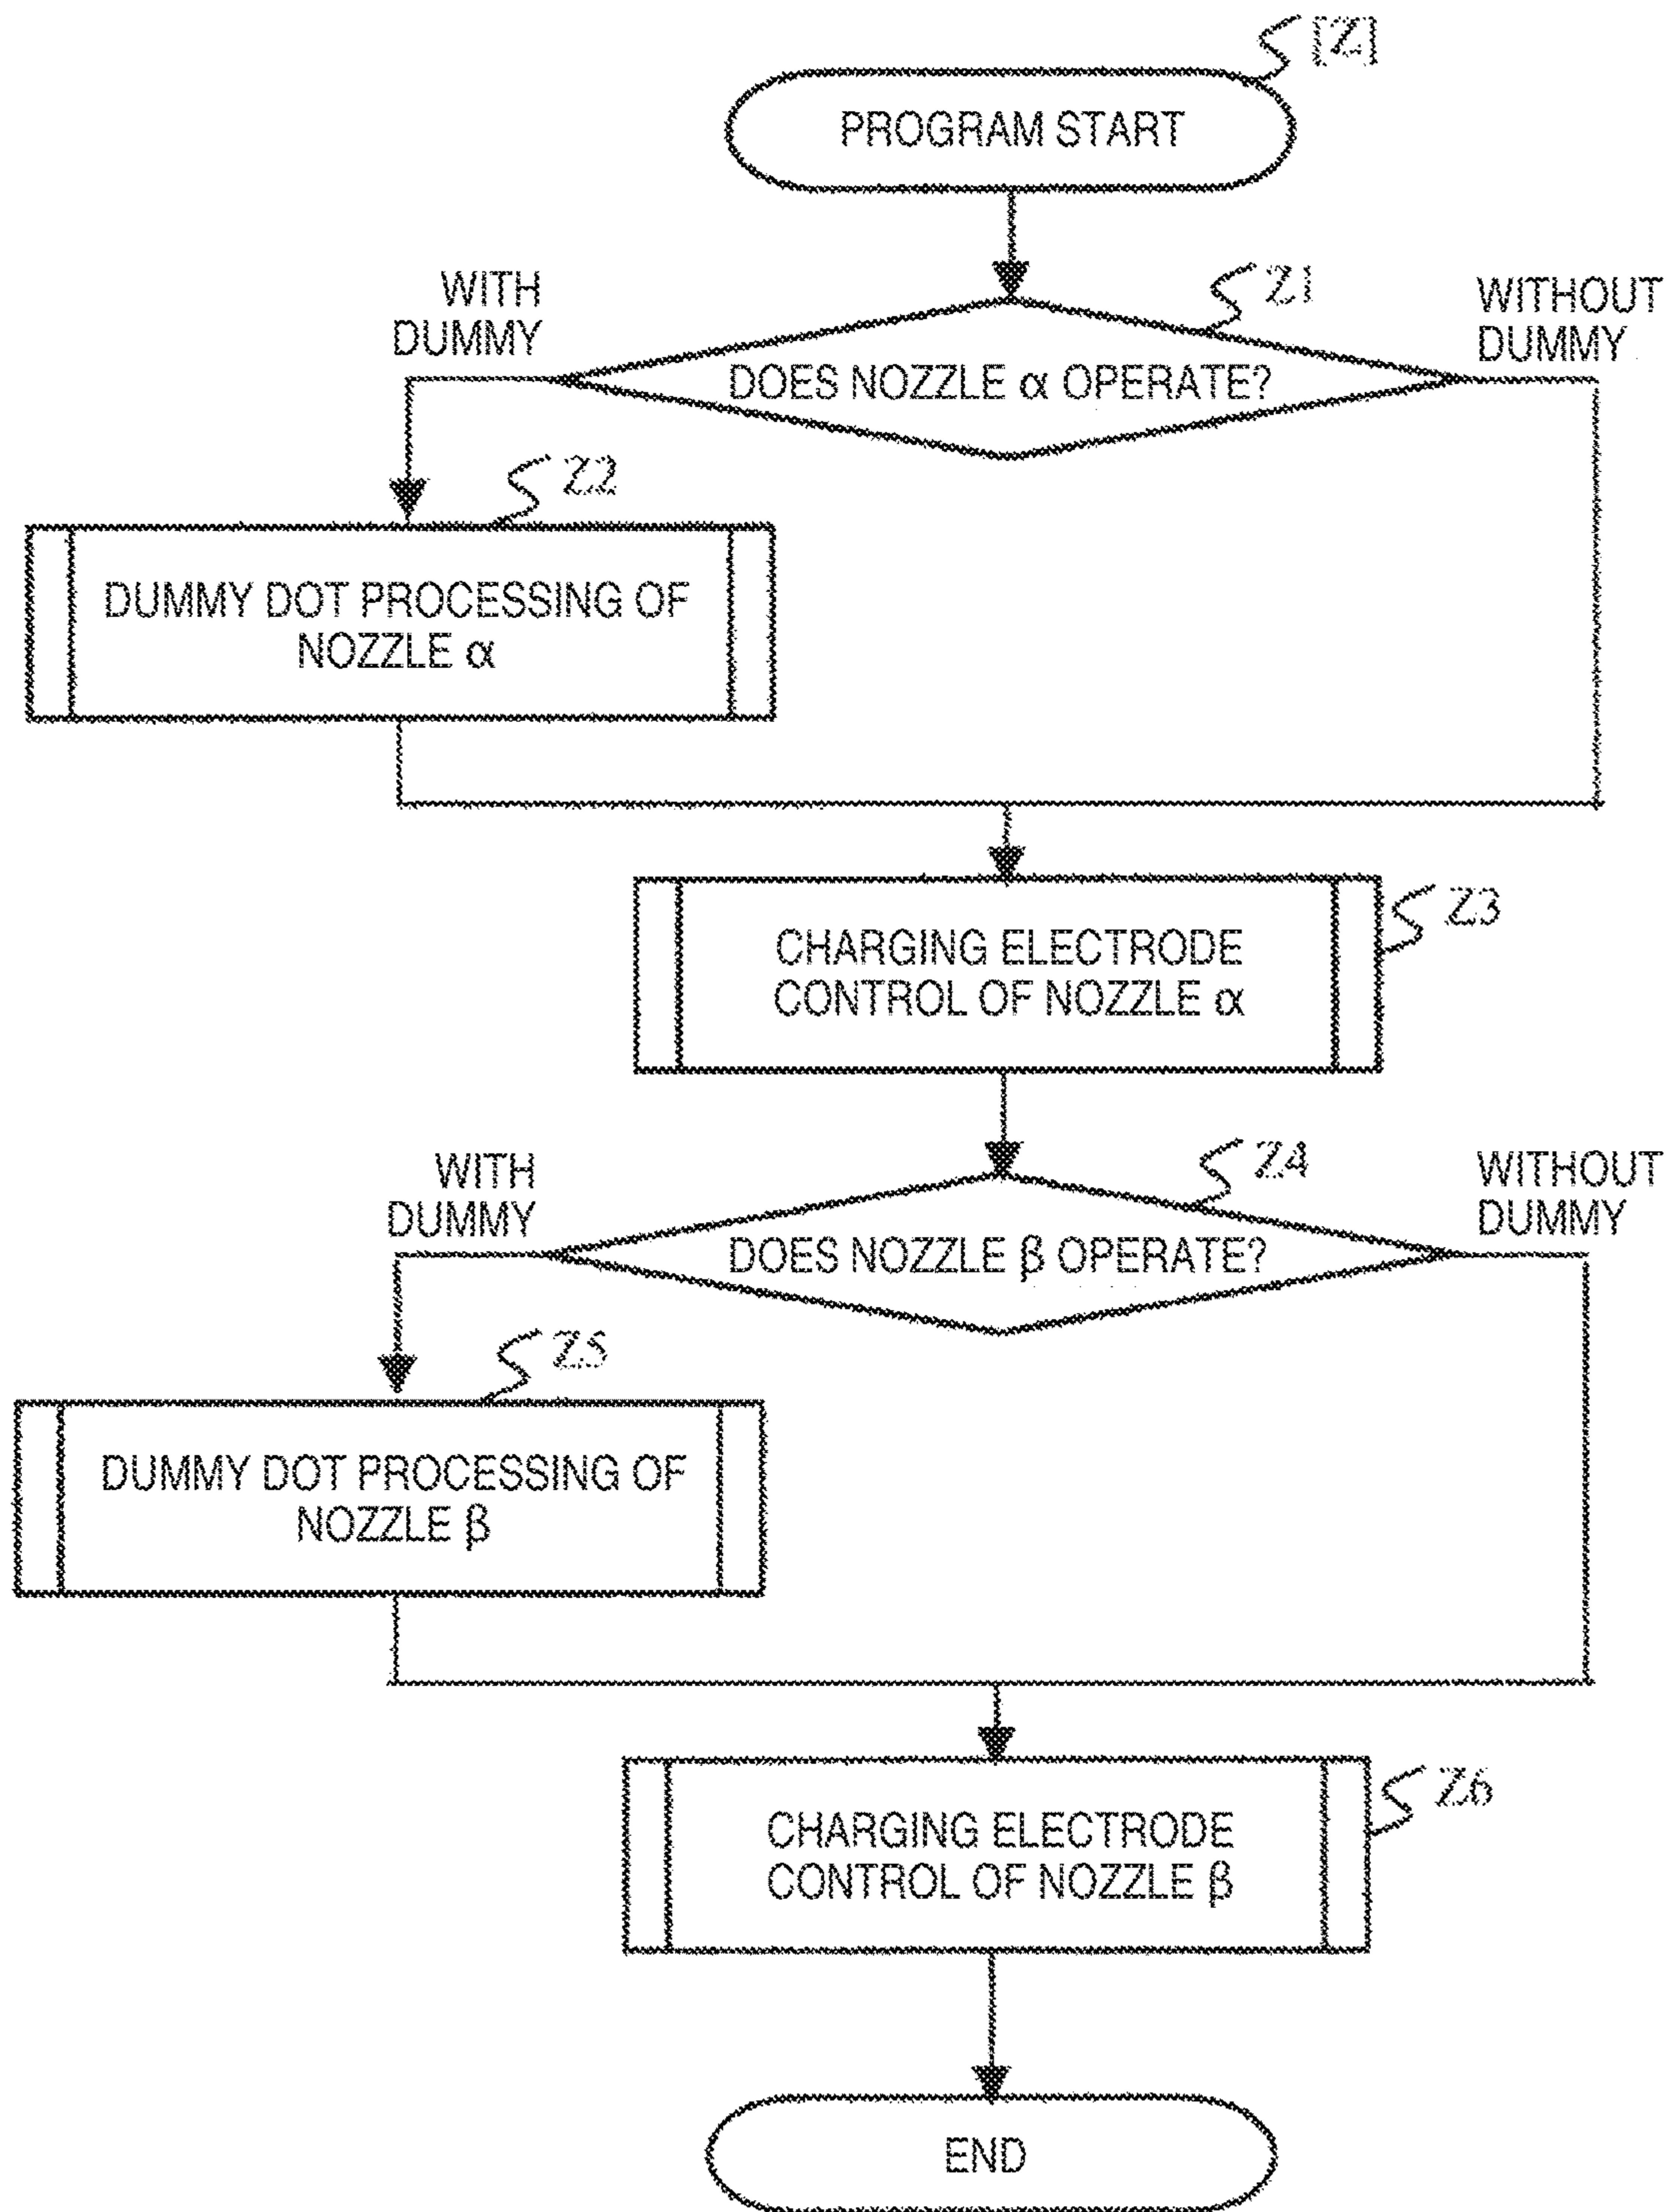 [Z]
PROGRAM START
Z1
WITH
DUMMY
WITHOUT
DUMMY
DOES NOZZLE α OPERATE?
Z2
DUMMY DOT PROCESSING OF
NOZZLE α
Z3
CHARGING ELECTRODE
CONTROL OF NOZZLE α
Z4
WITH
DUMMY
WITHOUT
DUMMY
DOES NOZZLE β OPERATE?
Z5
DUMMY DOT PROCESSING OF
NOZZLE β
Z6
CHARGING ELECTRODE
CONTROL OF NOZZLE β
END